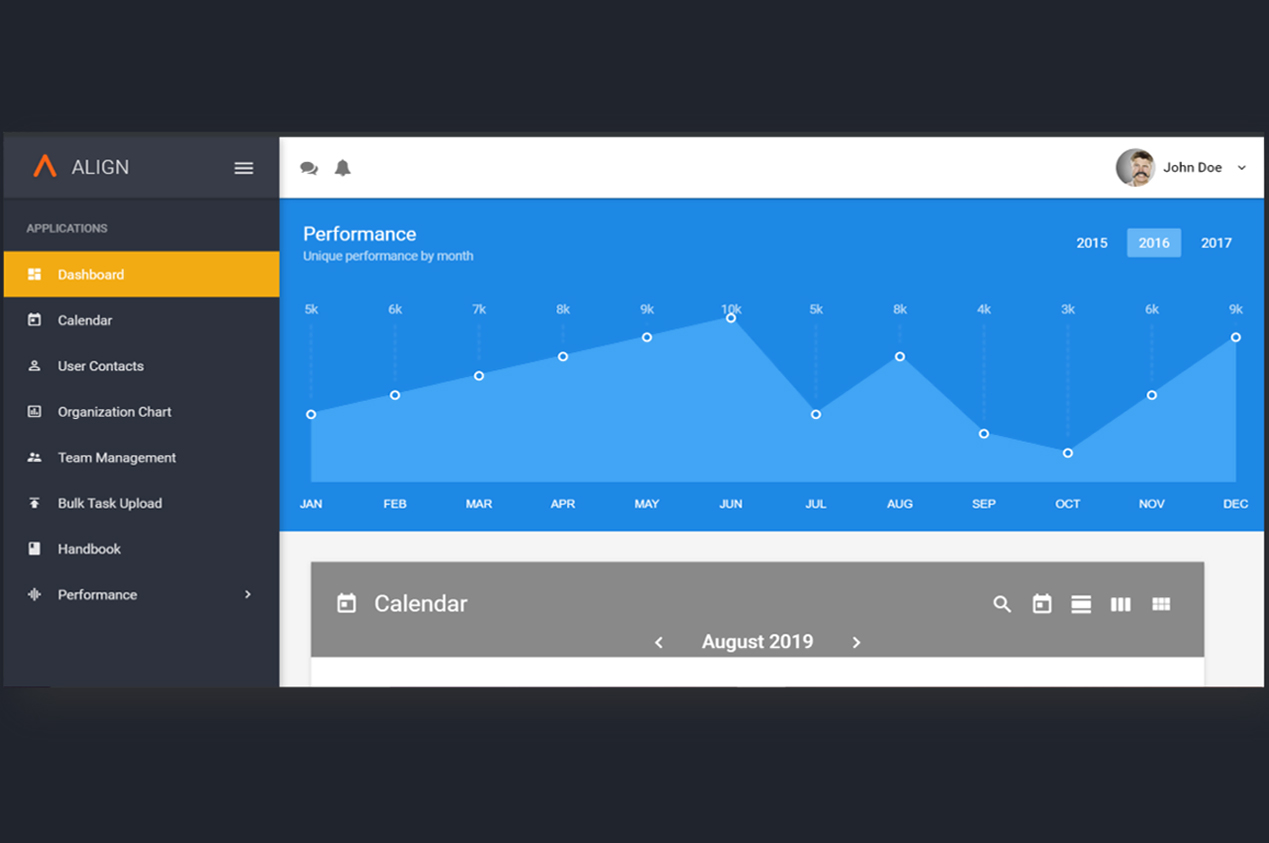 ALIGN
John Doe
APPLICATIONS
Dashboard
Calendar
User Contacts
Organization Chart
Team Management
Bulk Task Upload
Handbook
Performance
Performance
Unique performance by month
2015 2016 2017
5k 6k 7k 8k 9k 10k 5k 8k 4k 3k 6k 9k
JAN FEB MAR APR MAY JUN JUL AUG SEP OCT NOV DEC
Calendar
August 2019